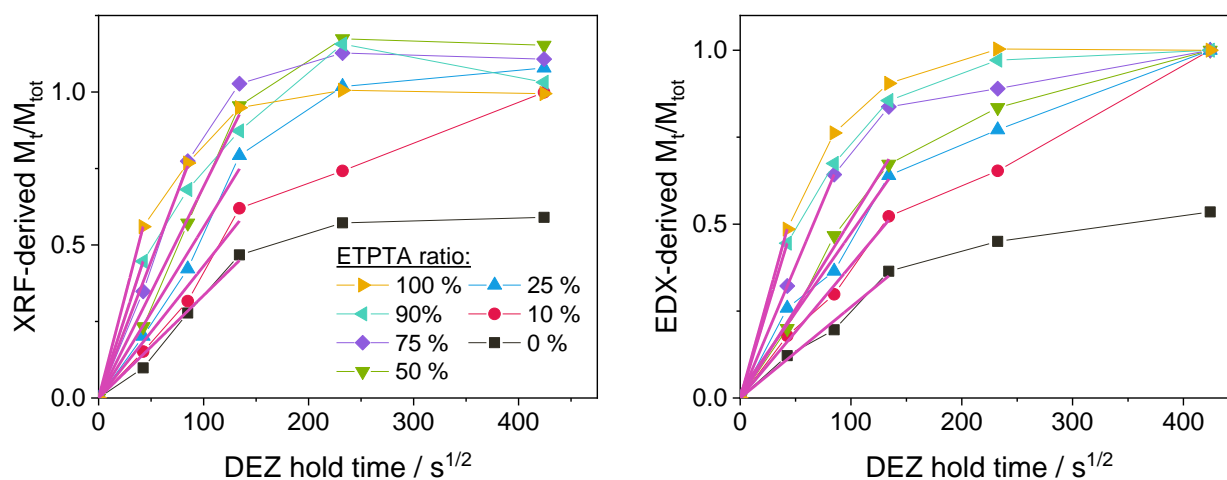 XRF-derived Mt/Mtot
1.0
0.5
0.0
0 100 200 300 400
DEZ hold time / s1/2
ETPTA ratio:
100 % 25 %
90% 10 %
75 % 0 %
50 %
EDX-derived Mt/Mtot
1.0
0.5
0.0
0 100 200 300 400
DEZ hold time / s1/2